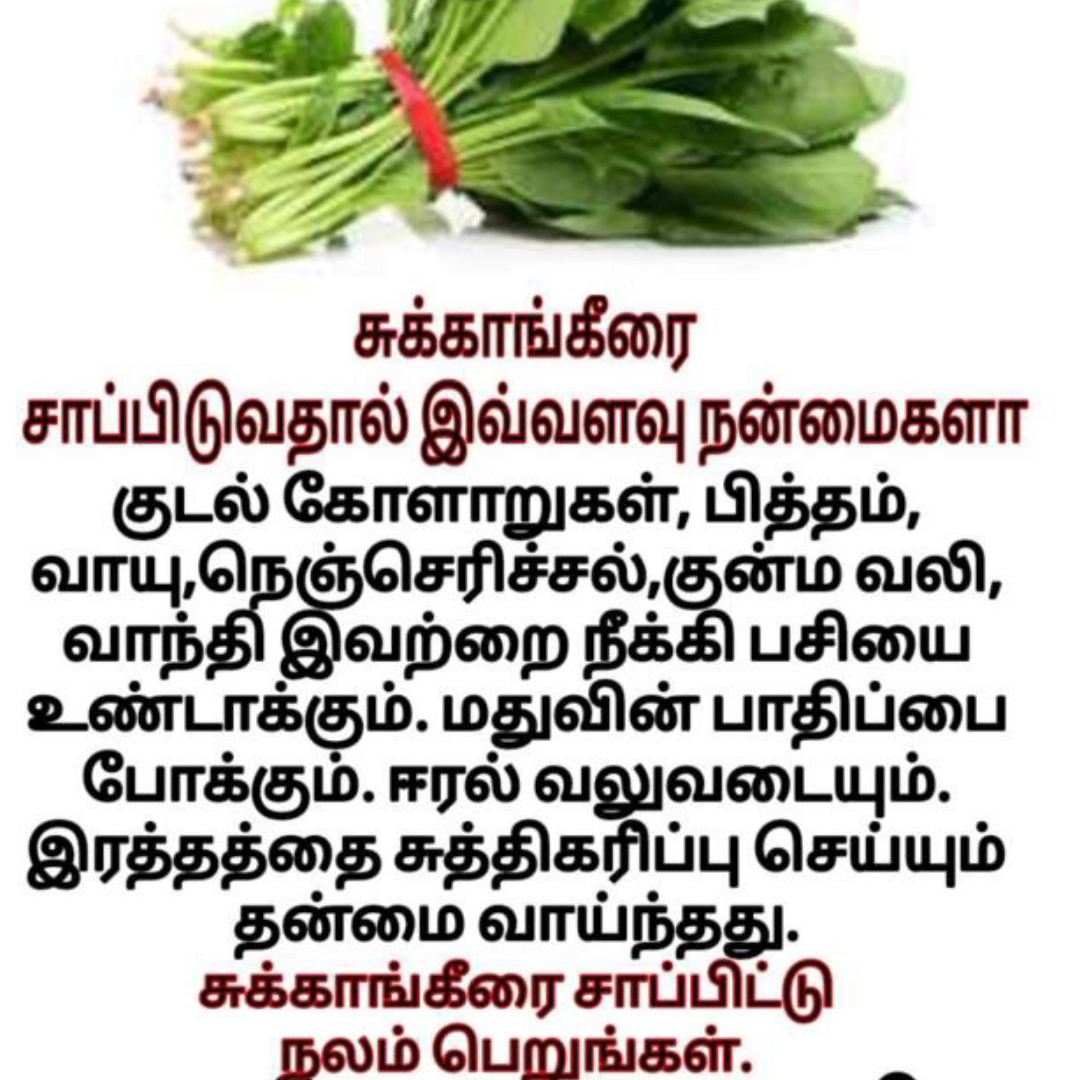 சுக்காங்கீரை
சாப்பிடுவதால் இவ்வளவு நன்மைகளா
குடல் கோளாறுகள், பித்தம்,
வாயு,நெஞ்செரிச்சல்,குன்ம வலி,
வாந்தி இவற்றை நீக்கி பசியை
உண்டாக்கும். மதுவின் பாதிப்பை
போக்கும். ஈரல் வலுவடையும்.
இரத்தத்தை சுத்திகரிப்பு செய்யும்
தன்மை வாய்ந்தது.
சுக்காங்கீரை சாப்பிட்டு
நலம் பெறுங்கள்.